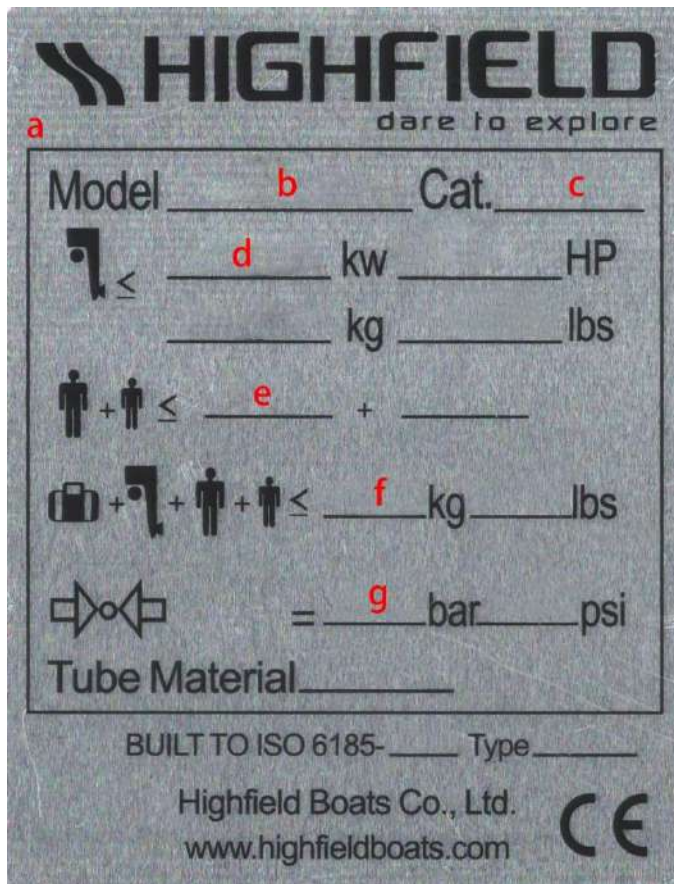 HIGHFIELD
dare to explore
a
Model b Cat. c
≤ d kw HP
kg lbs
+ ≤ e +
+ + + ≤ f kg lbs
= g bar psi
Tube Material
BUILT TO ISO 6185- Type
Highfield Boats Co., Ltd.
www.highfieldboats.com
CE